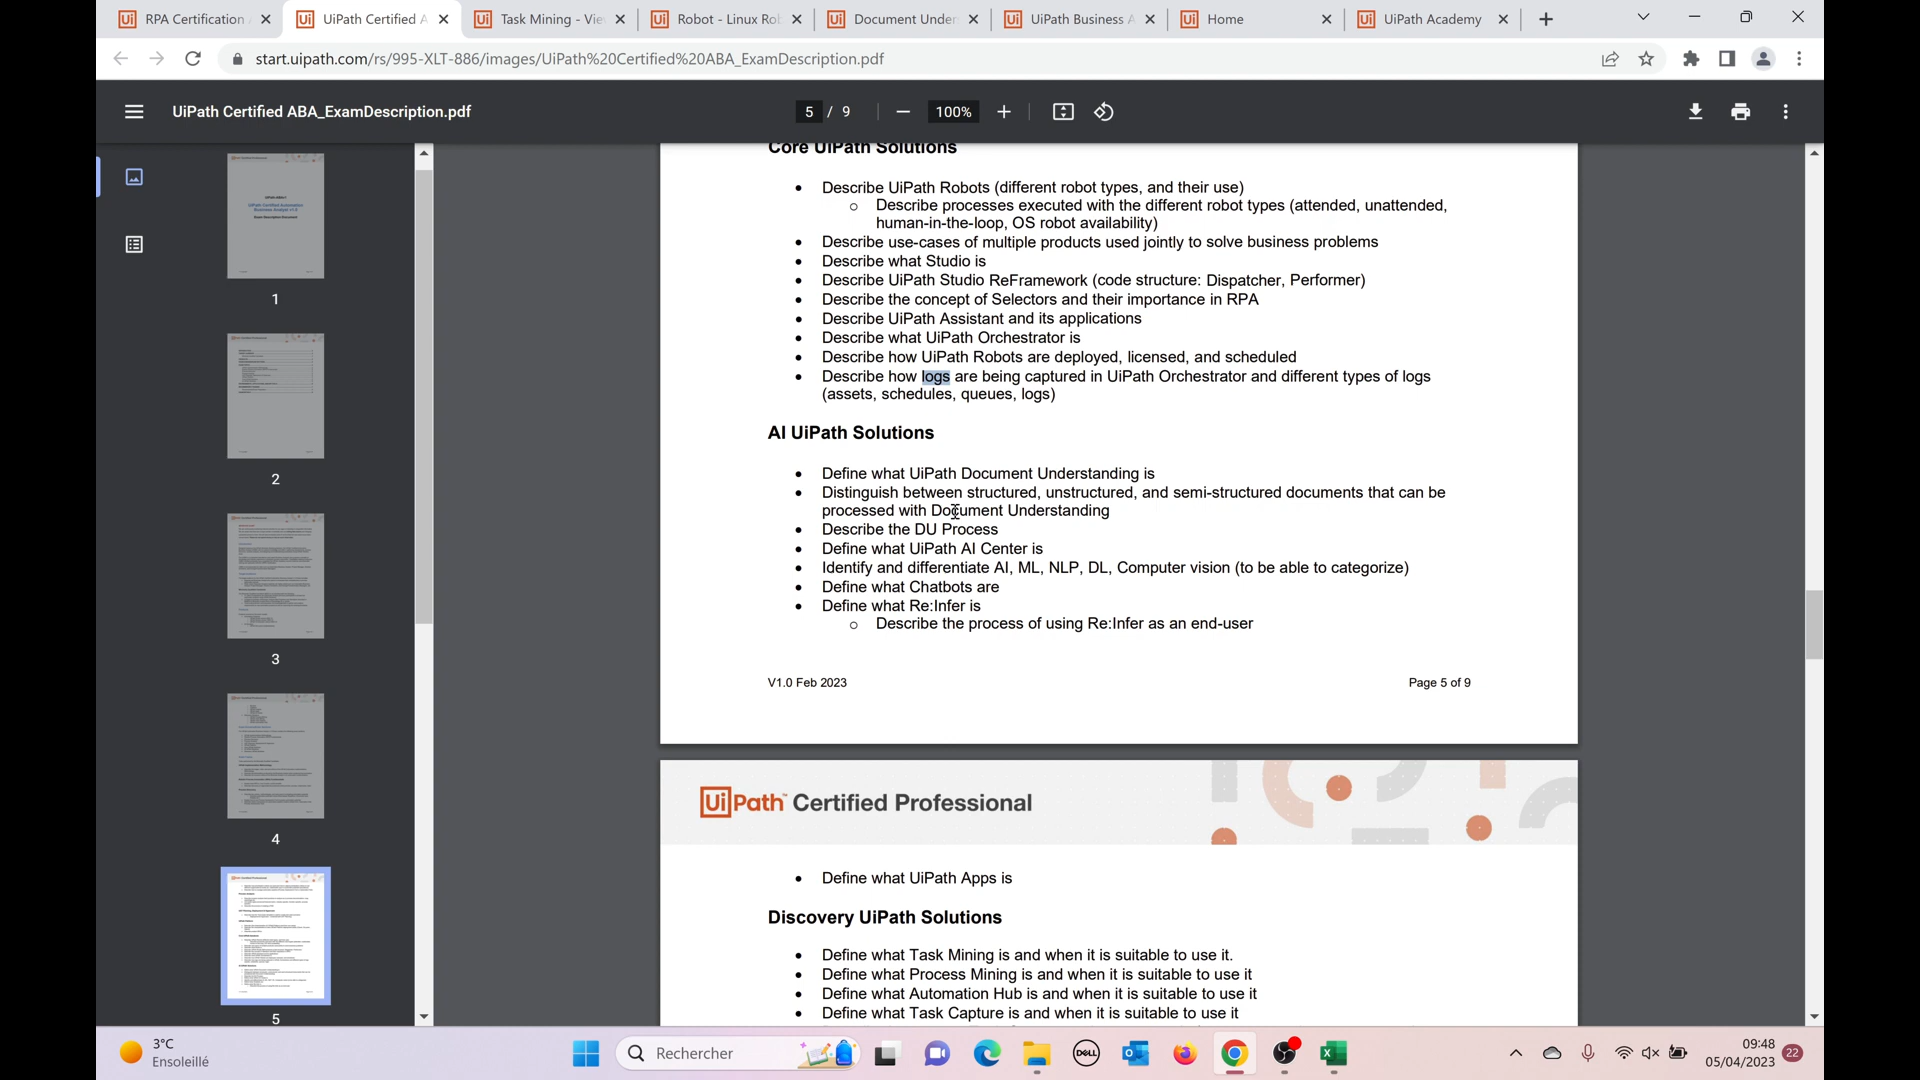 RPA Certification
UiPath Certified A
Task Mining - Vie
Robot - Linux Ro
Document Under
UiPath Business A
Home
UiPath Academy
start.uipath.com/rs/995-XLT-886/images/UiPath%20Certified%20ABA_ExamDescription.pdf
UiPath Certified ABA_ExamDescription.pdf
5 / 9
100%
1
2
3
4
5
Core UiPath Solutions
• Describe UiPath Robots (different robot types, and their use)
o Describe processes executed with the different robot types (attended, unattended,
human-in-the-loop, OS robot availability)
• Describe use-cases of multiple products used jointly to solve business problems
• Describe what Studio is
• Describe UiPath Studio ReFramework (code structure: Dispatcher, Performer)
• Describe the concept of Selectors and their importance in RPA
• Describe UiPath Assistant and its applications
• Describe what UiPath Orchestrator is
• Describe how UiPath Robots are deployed, licensed, and scheduled
• Describe how logs are being captured in UiPath Orchestrator and different types of logs
(assets, schedules, queues, logs)
AI UiPath Solutions
• Define what UiPath Document Understanding is
• Distinguish between structured, unstructured, and semi-structured documents that can be
processed with Document Understanding
• Describe the DU Process
• Define what UiPath AI Center is
• Identify and differentiate AI, ML, NLP, DL, Computer vision (to be able to categorize)
• Define what Chatbots are
• Define what Re:Infer is
o Describe the process of using Re:Infer as an end-user
V1.0 Feb 2023
Page 5 of 9
UiPath™ Certified Professional
• Define what UiPath Apps is
Discovery UiPath Solutions
• Define what Task Mining is and when it is suitable to use it.
• Define what Process Mining is and when it is suitable to use it
• Define what Automation Hub is and when it is suitable to use it
• Define what Task Capture is and when it is suitable to use it
3°C
Ensoleillé
Rechercher
DELL
09:48
05/04/2023
22